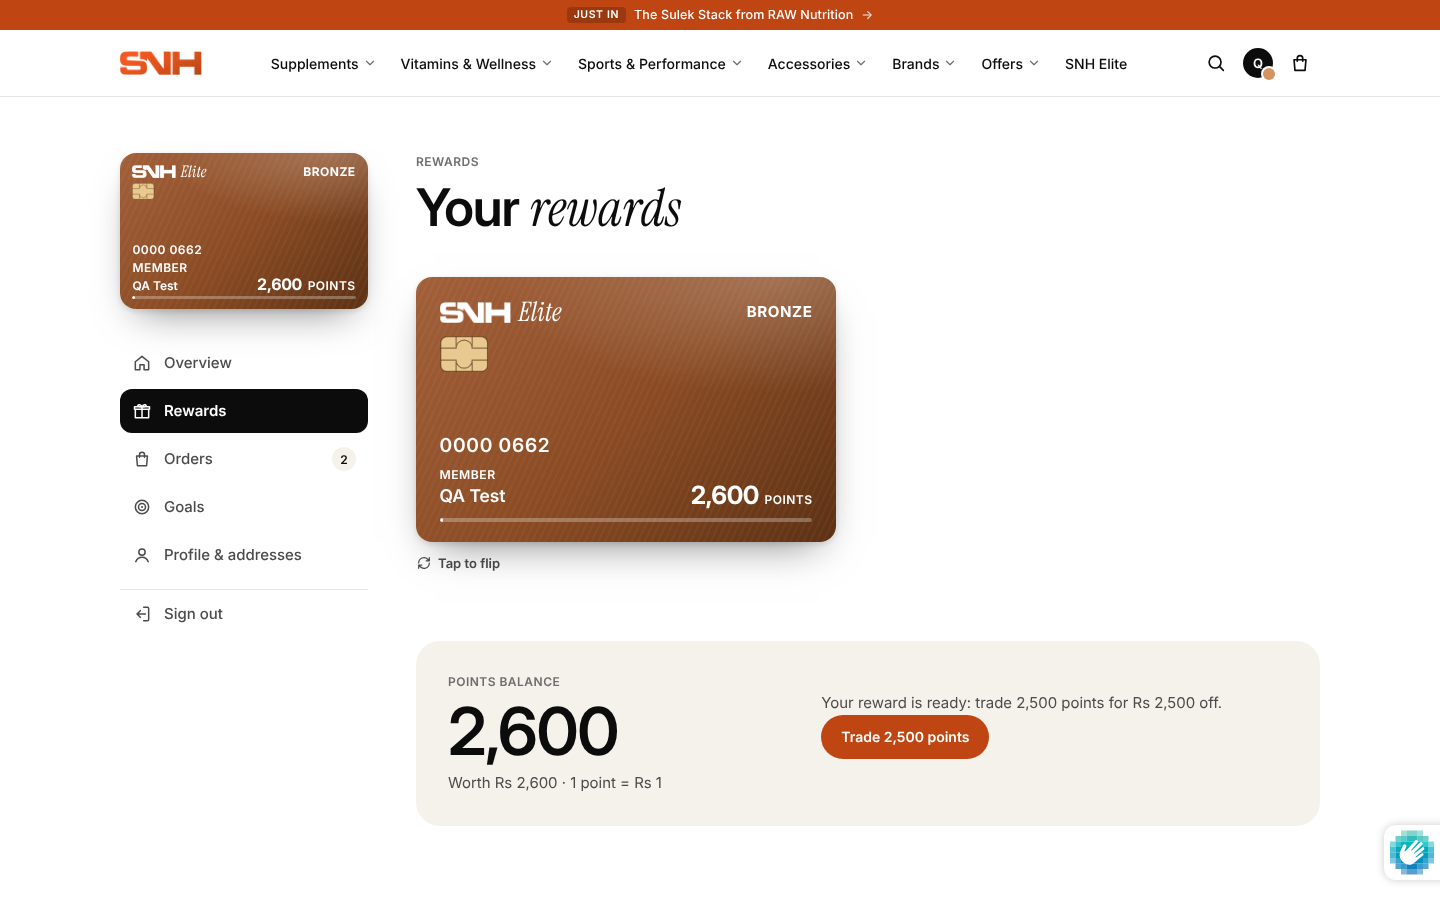 JUST IN The Sulek Stack from RAW Nutrition →
SNH Supplements Vitamins & Wellness Sports & Performance Accessories Brands Offers SNH Elite Q
SNH Elite BRONZE
0000 0662
MEMBER
QA Test 2,600 POINTS
Overview
Rewards
Orders 2
Goals
Profile & addresses
Sign out
REWARDS
Your rewards
SNH Elite BRONZE
0000 0662
MEMBER
QA Test 2,600 POINTS
Tap to flip
POINTS BALANCE
2,600
Worth Rs 2,600 · 1 point = Rs 1
Your reward is ready: trade 2,500 points for Rs 2,500 off.
Trade 2,500 points